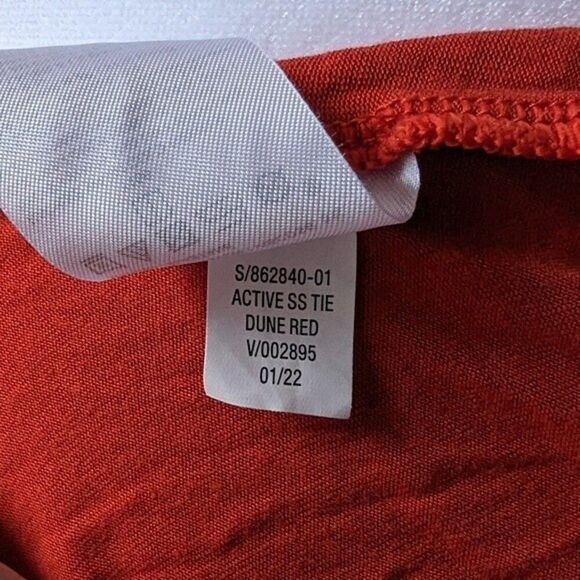 S/862840-01
ACTIVE SS TIE
DUNE RED
V/002895
01/22